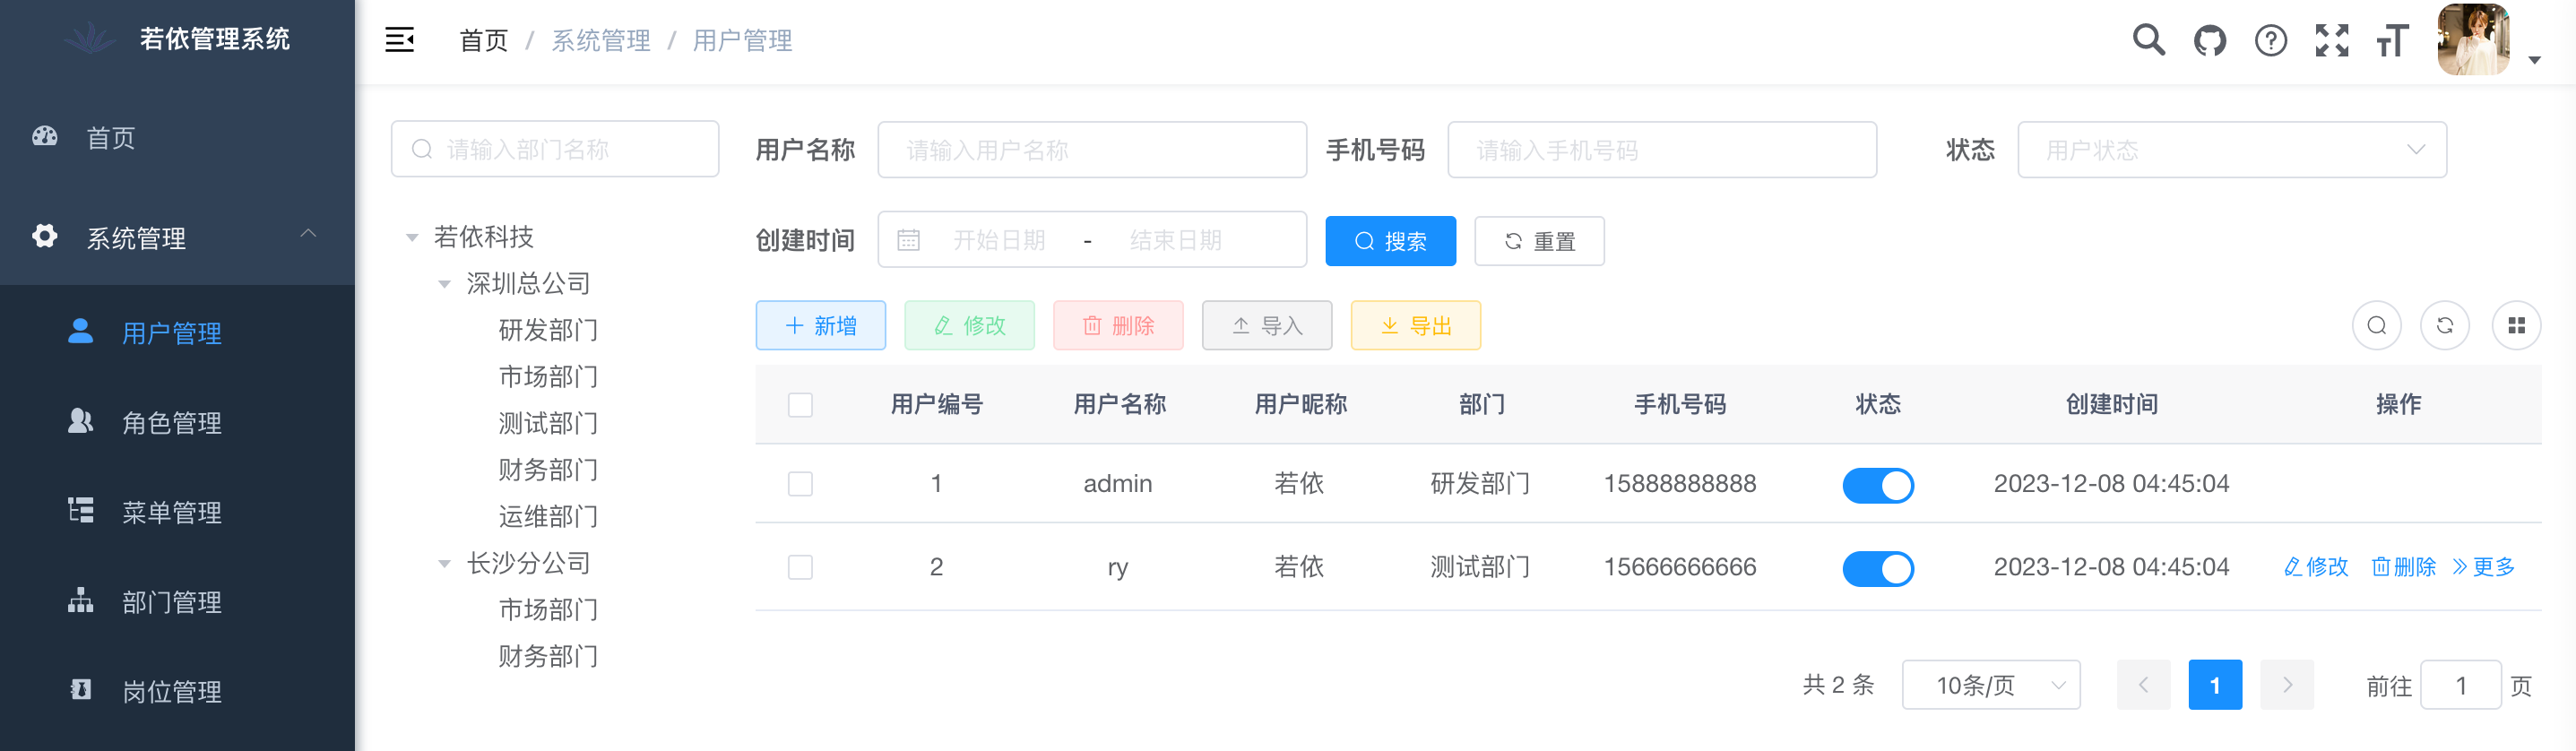 若依管理系统
首页
系统管理
用户管理
角色管理
菜单管理
部门管理
岗位管理
首页 / 系统管理 / 用户管理
请输入部门名称
若依科技
深圳总公司
研发部门
市场部门
测试部门
财务部门
运维部门
长沙分公司
市场部门
财务部门
用户名称 请输入用户名称 手机号码 请输入手机号码 状态 用户状态
创建时间 开始日期 - 结束日期 搜索 重置
新增 修改 删除 导入 导出
用户编号 用户名称 用户昵称 部门 手机号码 状态 创建时间 操作
1 admin 若依 研发部门 15888888888 2023-12-08 04:45:04
2 ry 若依 测试部门 15666666666 2023-12-08 04:45:04 修改 删除 更多
共 2 条 10条/页 1 前往 1 页